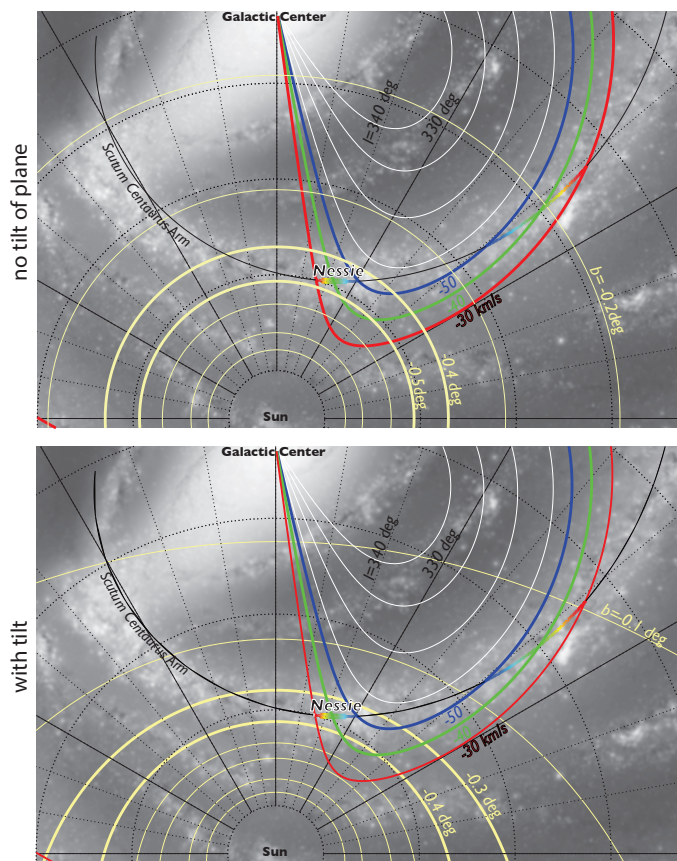 no tilt of plane
Galactic Center
l=340 deg
330 deg
Scutum Centaurus Arm
Nessie
-50
-30 km/s
b= -0.2deg
-0.4 deg
-0.5deg
Sun
with tilt
Galactic Center
l=340 deg
330 deg
Scutum Centaurus Arm
b=-0.1 deg
Nessie
-50
-30 km/s
-0.3 deg
-0.4 deg
Sun